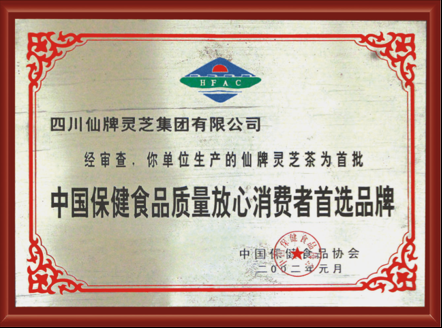 HFAC
四川仙牌灵芝集团有限公司
经审查，你单位生产的仙牌灵芝茶为首批
中国保健食品质量放心消费者首选品牌
中国保健食品协会
二〇〇二年元月